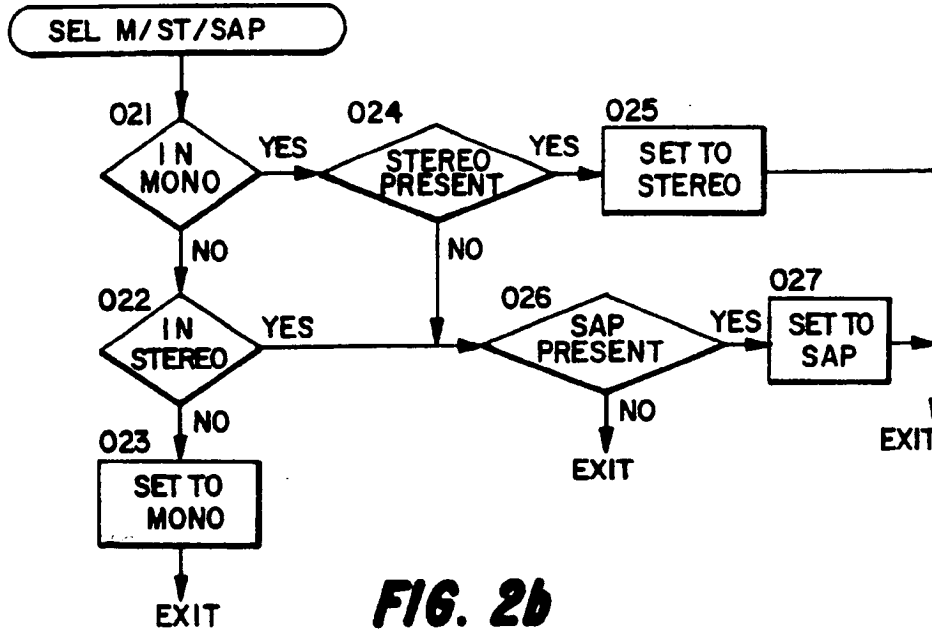 SEL M/ST/SAP
021
IN
MONO
YES
024
STEREO
PRESENT
YES
025
SET TO
STEREO
NO
NO
022
IN
STEREO
YES
026
SAP
PRESENT
YES
027
SET TO
SAP
NO
NO
EXIT
EXIT
023
SET TO
MONO
EXIT
FIG. 2b